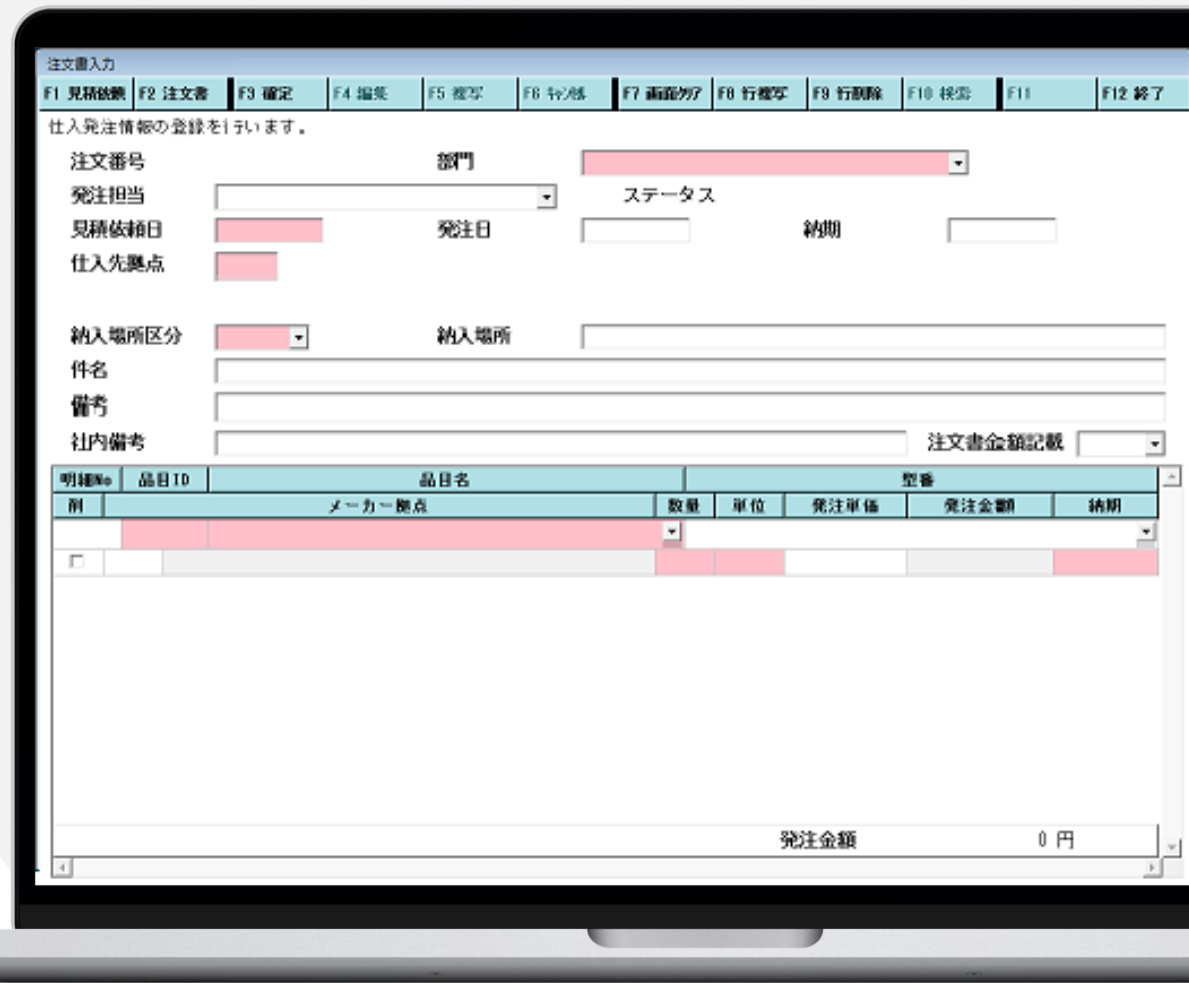 注文書入力
F1 見積依頼 F2 注文書 F3 確定 F4 編集 F5 複写 F6 ｷｬﾝｾﾙ F7 画面ｸﾘｱ F8 行複写 F9 行削除 F10 検索 F11 F12 終了
仕入発注情報の登録を行います。
注文番号 部門
発注担当 ステータス
見積依頼日 発注日 納期
仕入先拠点
納入場所区分 納入場所
件名
備考
社内備考 注文書金額記載
明細No 品目ID 品目名 型番
削 メーカー拠点 数量 単位 発注単価 発注金額 納期
発注金額 0 円